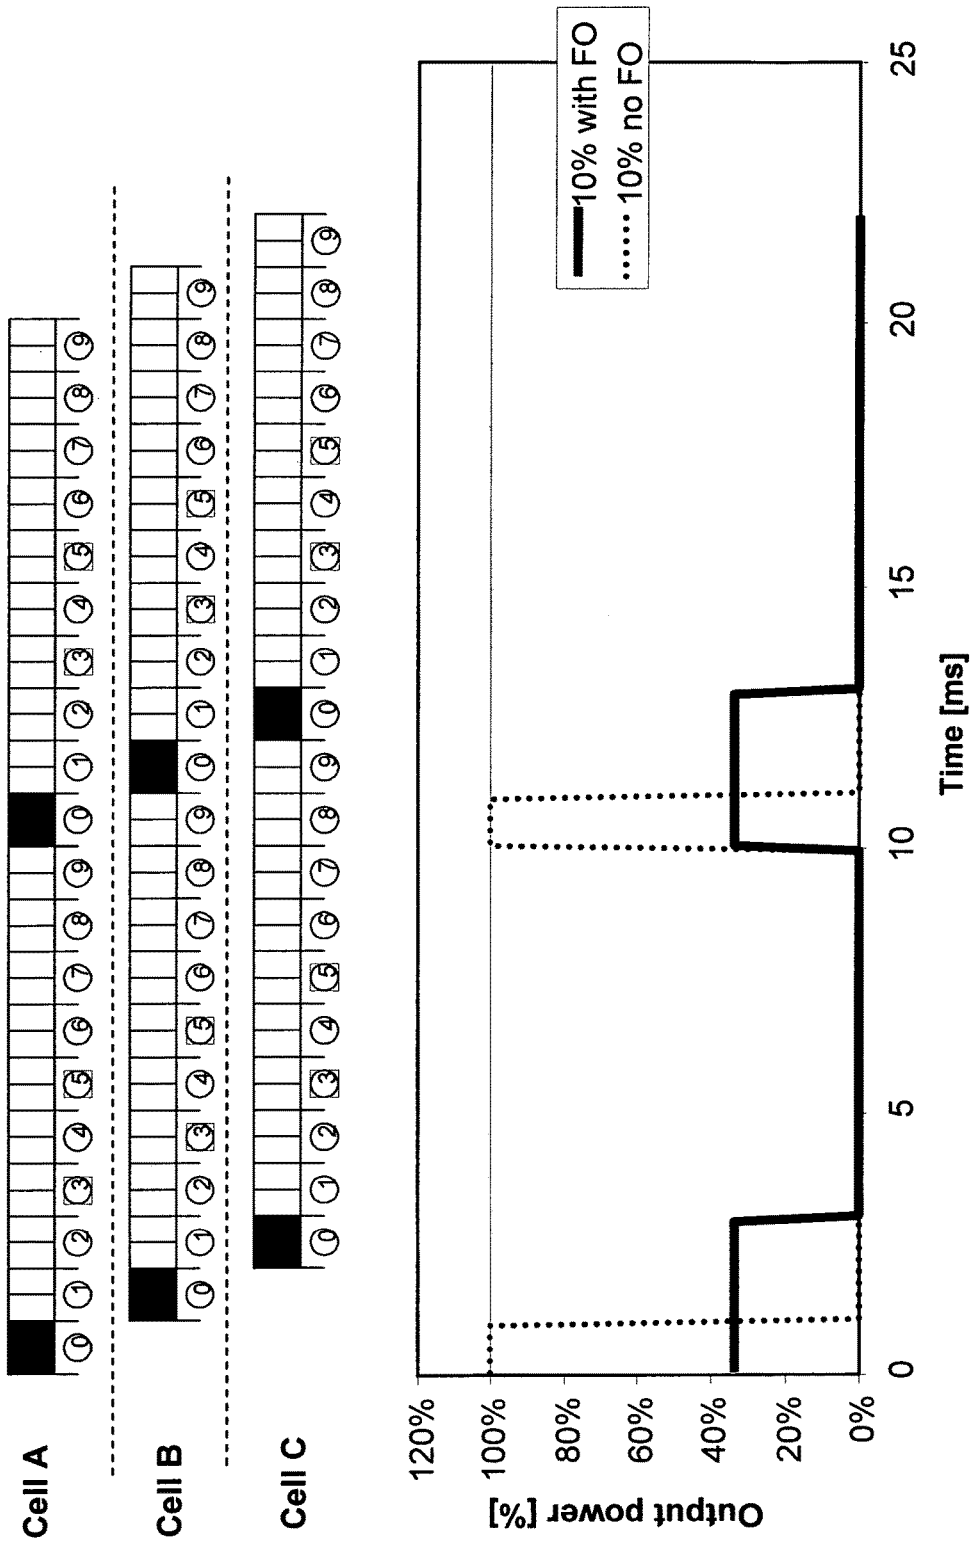 Cell A
0 1 2 3 4 5 6 7 8 9 0 1 2 3 4 5 6 7 8 9
Cell B
0 1 2 3 4 5 6 7 8 9 0 1 2 3 4 5 6 7 8 9
Cell C
0 1 2 3 4 5 6 7 8 9 0 1 2 3 4 5 6 7 8 9
Output power [%]
120%
100%
80%
60%
40%
20%
0%
10% with FO
10% no FO
0 5 10 15 20 25
Time [ms]